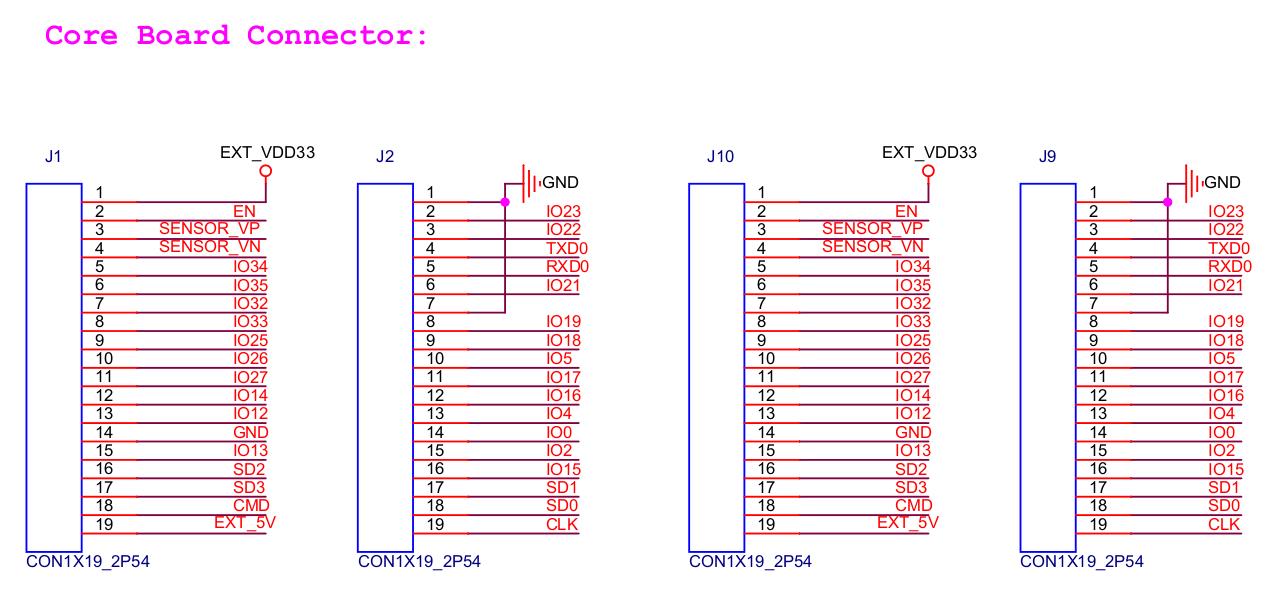 Core Board Connector:
J1
EXT_VDD33
1
2 EN
3 SENSOR_VP
4 SENSOR_VN
5 IO34
6 IO35
7 IO32
8 IO33
9 IO25
10 IO26
11 IO27
12 IO14
13 IO12
14 GND
15 IO13
16 SD2
17 SD3
18 CMD
19 EXT_5V
CON1X19_2P54
J2
GND
1
2 IO23
3 IO22
4 TXD0
5 RXD0
6 IO21
7
8 IO19
9 IO18
10 IO5
11 IO17
12 IO16
13 IO4
14 IO0
15 IO2
16 IO15
17 SD1
18 SD0
19 CLK
CON1X19_2P54
J10
EXT_VDD33
1
2 EN
3 SENSOR_VP
4 SENSOR_VN
5 IO34
6 IO35
7 IO32
8 IO33
9 IO25
10 IO26
11 IO27
12 IO14
13 IO12
14 GND
15 IO13
16 SD2
17 SD3
18 CMD
19 EXT_5V
CON1X19_2P54
J9
GND
1
2 IO23
3 IO22
4 TXD0
5 RXD0
6 IO21
7
8 IO19
9 IO18
10 IO5
11 IO17
12 IO16
13 IO4
14 IO0
15 IO2
16 IO15
17 SD1
18 SD0
19 CLK
CON1X19_2P54